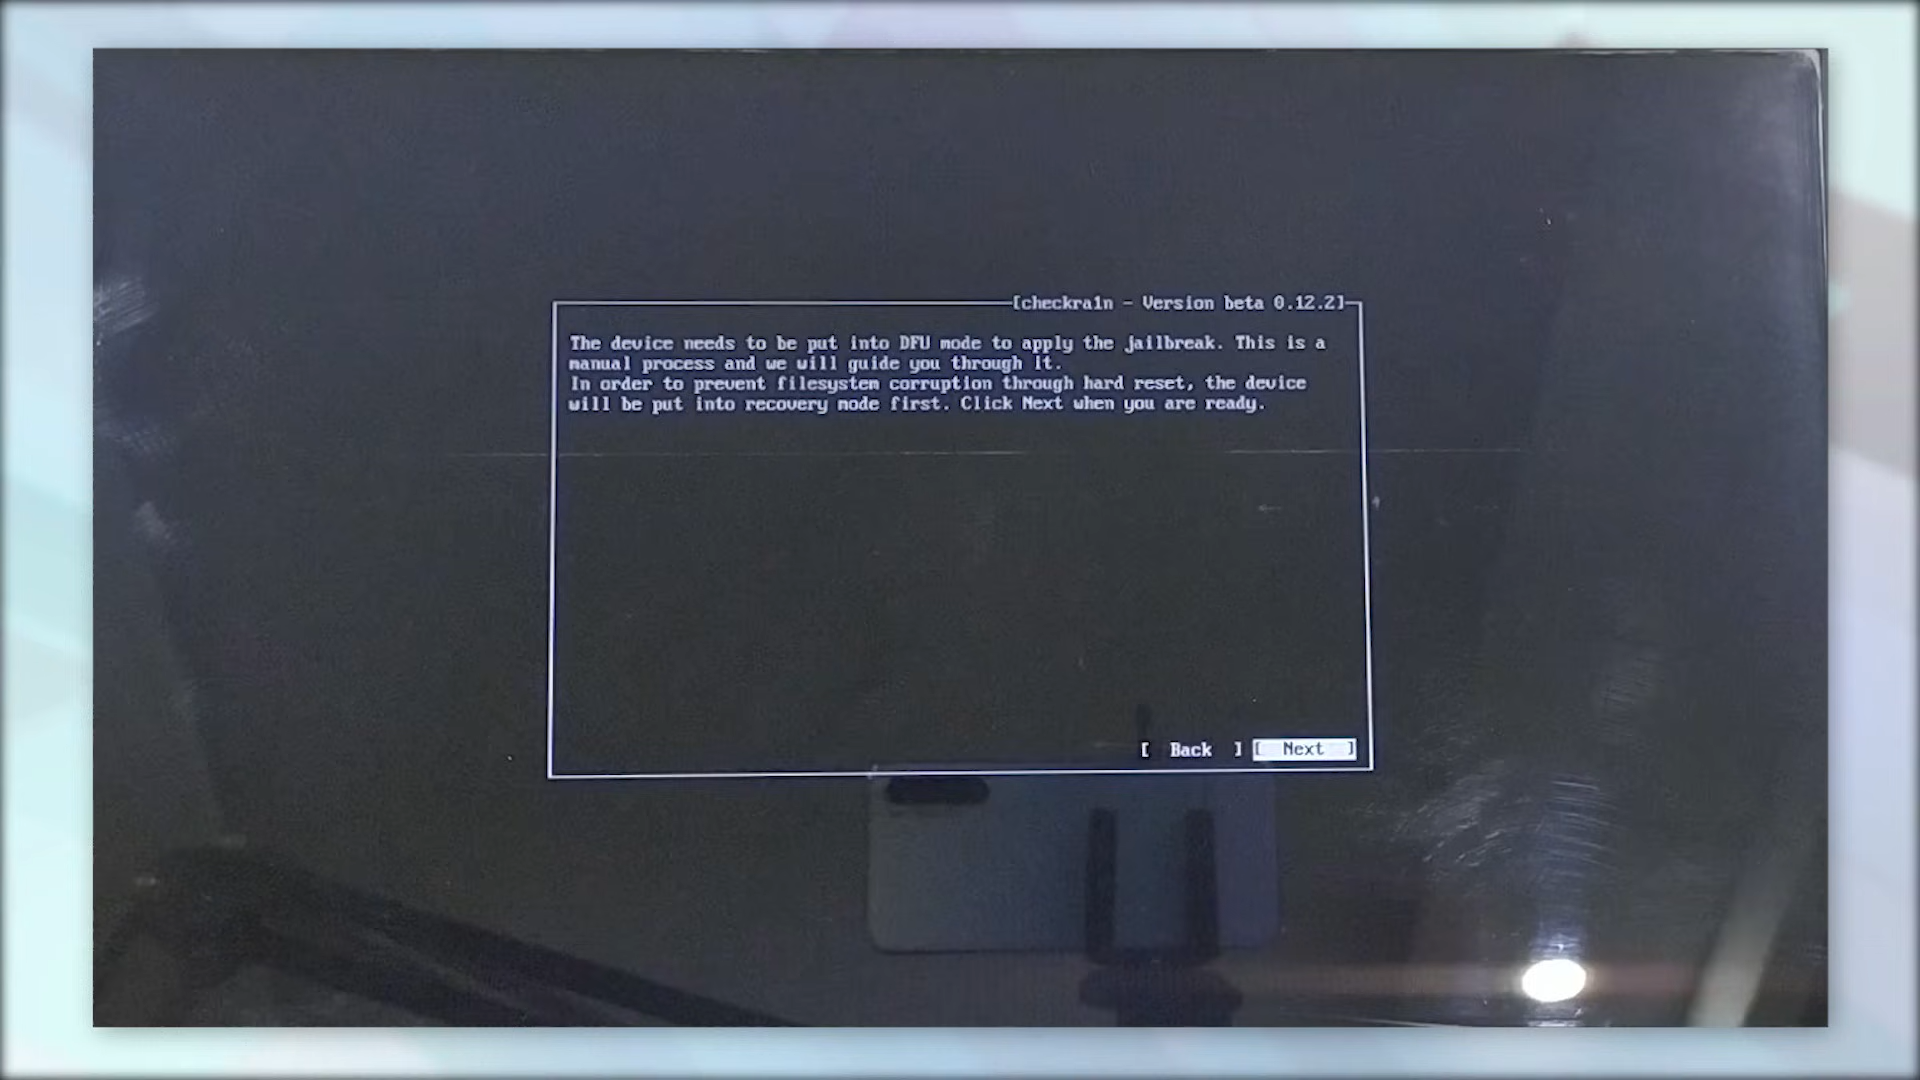 [checkra1n - Version beta 0.12.2]
The device needs to be put into DFU mode to apply the jailbreak. This is a
manual process and we will guide you through it.
In order to prevent filesystem corruption through hard reset, the device
will be put into recovery mode first. Click Next when you are ready.
[ Back ] [ Next ]